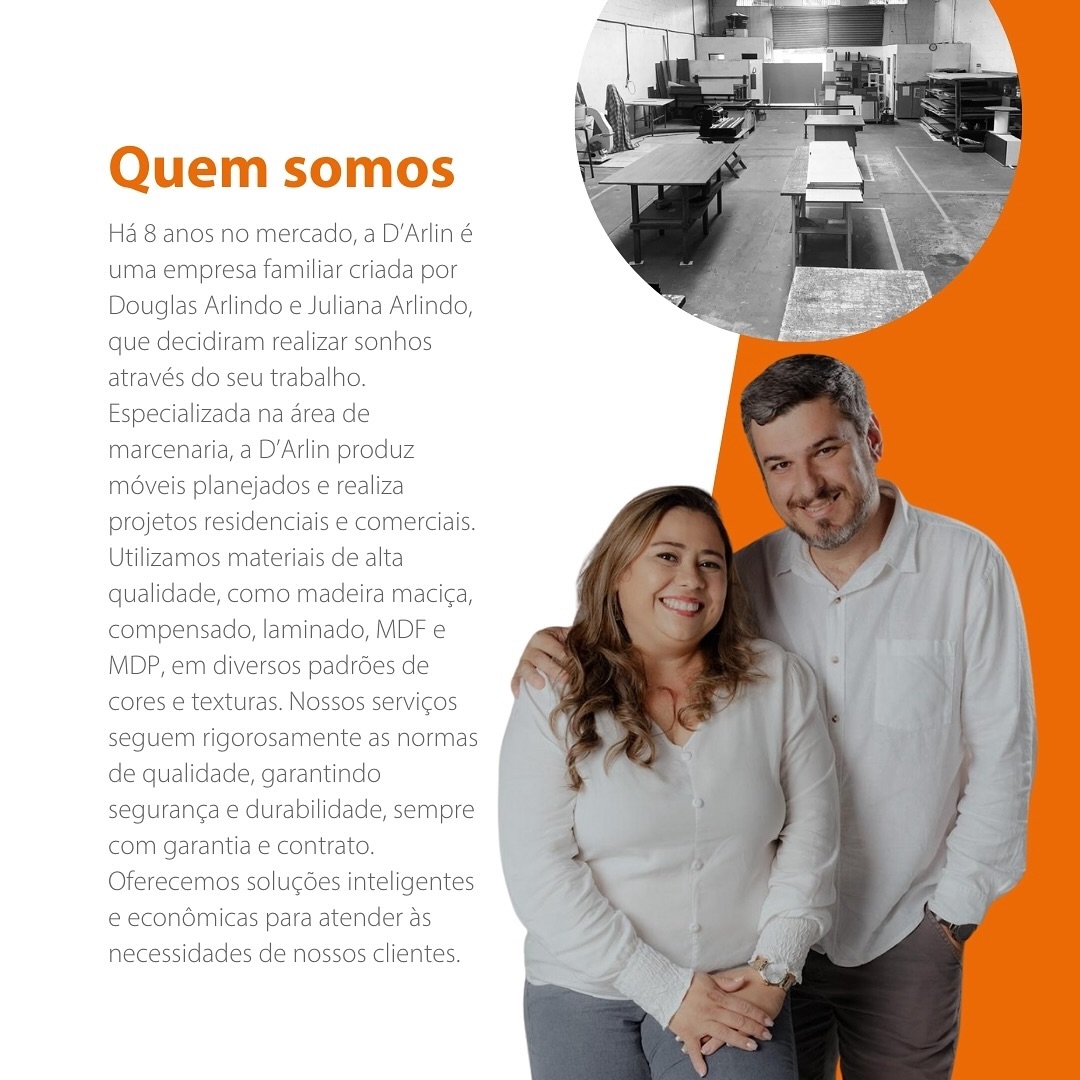 Quem somos
Há 8 anos no mercado, a D’Arlin é
uma empresa familiar criada por
Douglas Arlindo e Juliana Arlindo,
que decidiram realizar sonhos
através do seu trabalho.
Especializada na área de
marcenaria, a D’Arlin produz
móveis planejados e realiza
projetos residenciais e comerciais.
Utilizamos materiais de alta
qualidade, como madeira maciça,
compensado, laminado, MDF e
MDP, em diversos padrões de
cores e texturas. Nossos serviços
seguem rigorosamente as normas
de qualidade, garantindo
segurança e durabilidade, sempre
com garantia e contrato.
Oferecemos soluções inteligentes
e econômicas para atender às
necessidades de nossos clientes.